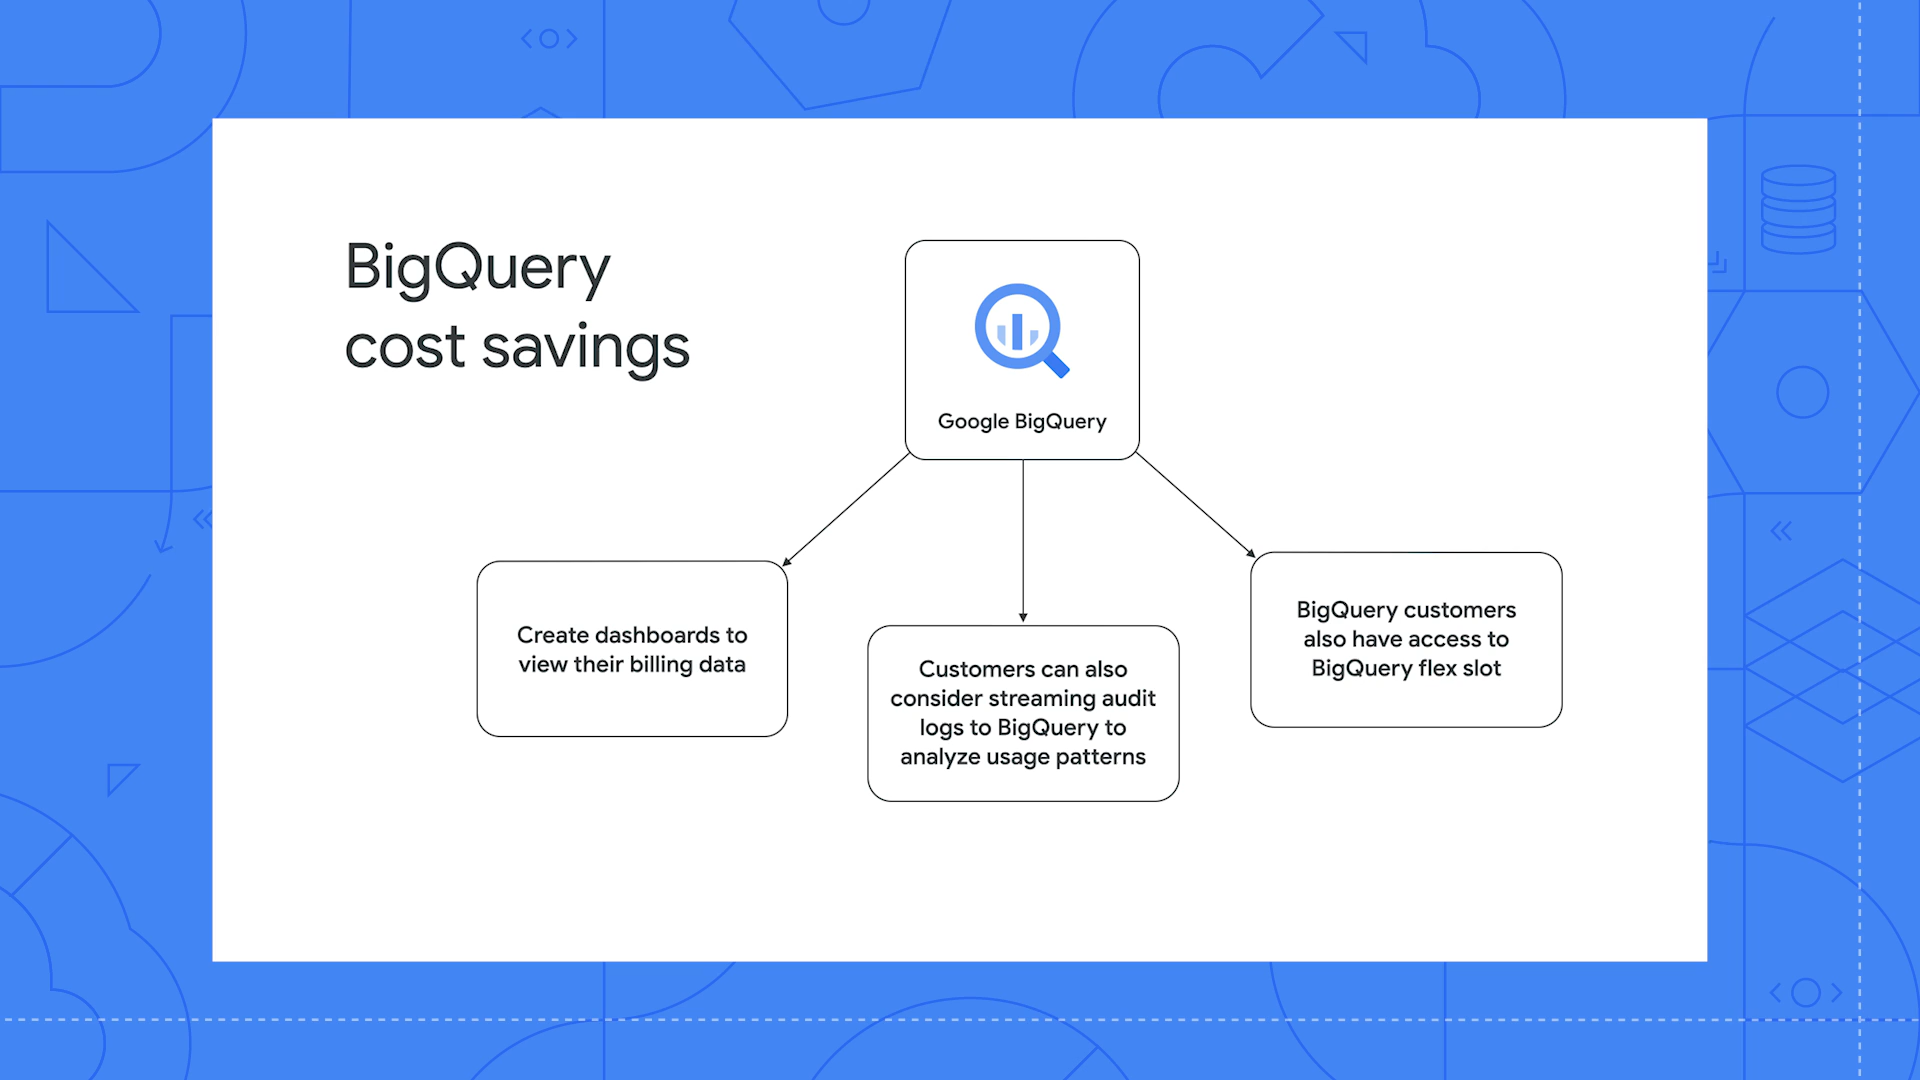 BigQuery
cost savings
Google BigQuery
Create dashboards to
view their billing data
Customers can also
consider streaming audit
logs to BigQuery to
analyze usage patterns
BigQuery customers
also have access to
BigQuery flex slot